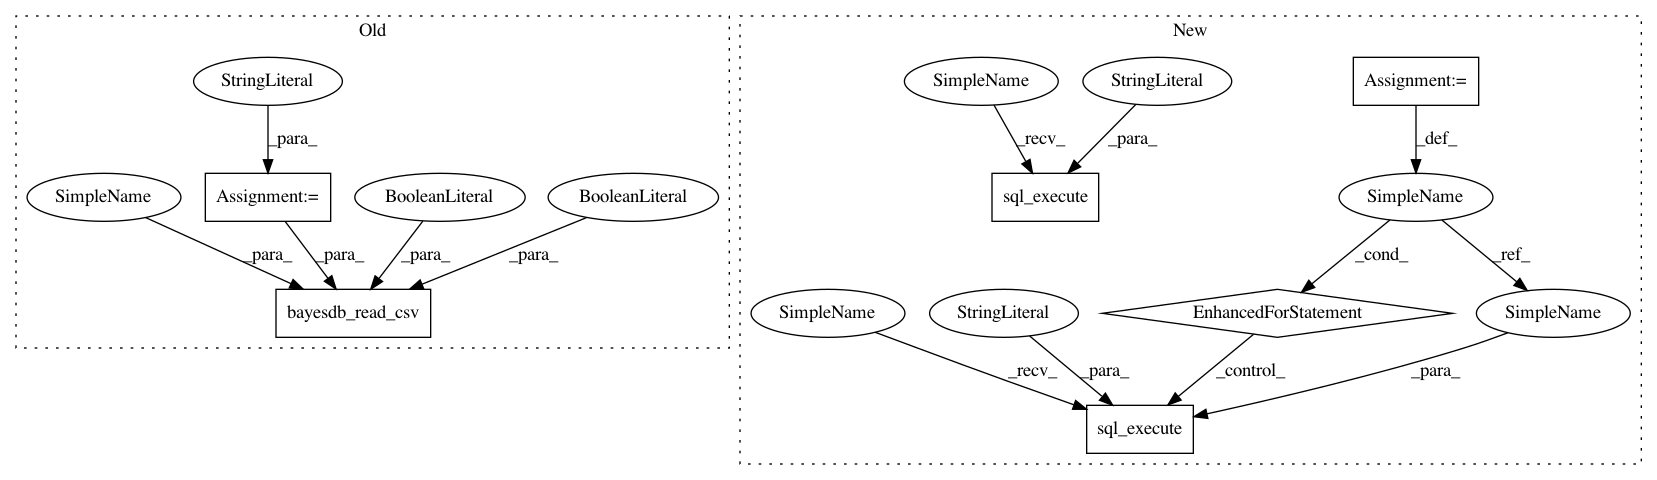 Old
StringLiteral
_para_
SimpleName
Assignment:=
BooleanLiteral
BooleanLiteral
_para_
_para_
_para_
_para_
bayesdb_read_csv
New
SimpleName
StringLiteral
Assignment:=
_recv_
_para_
_def_
sql_execute
SimpleName
_cond_
_ref_
SimpleName
StringLiteral
EnhancedForStatement
SimpleName
_recv_
_para_
_control_
_para_
sql_execute